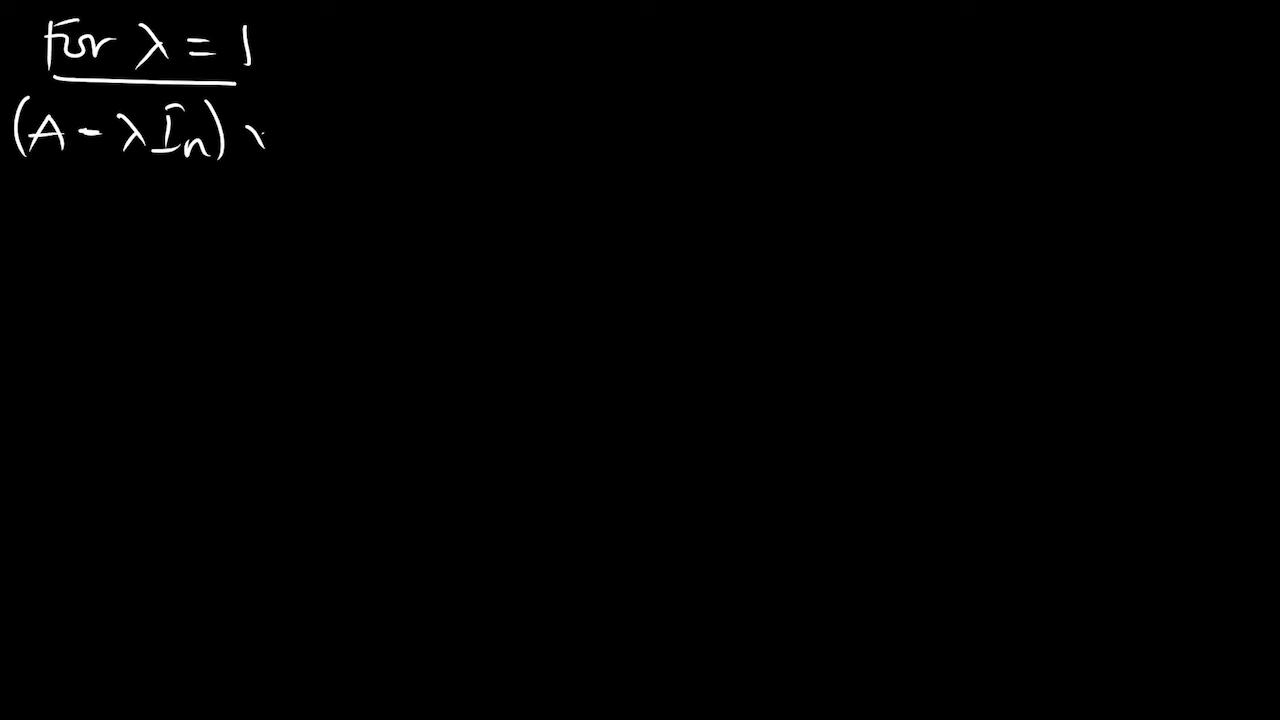 For λ = 1
(A - λIn)